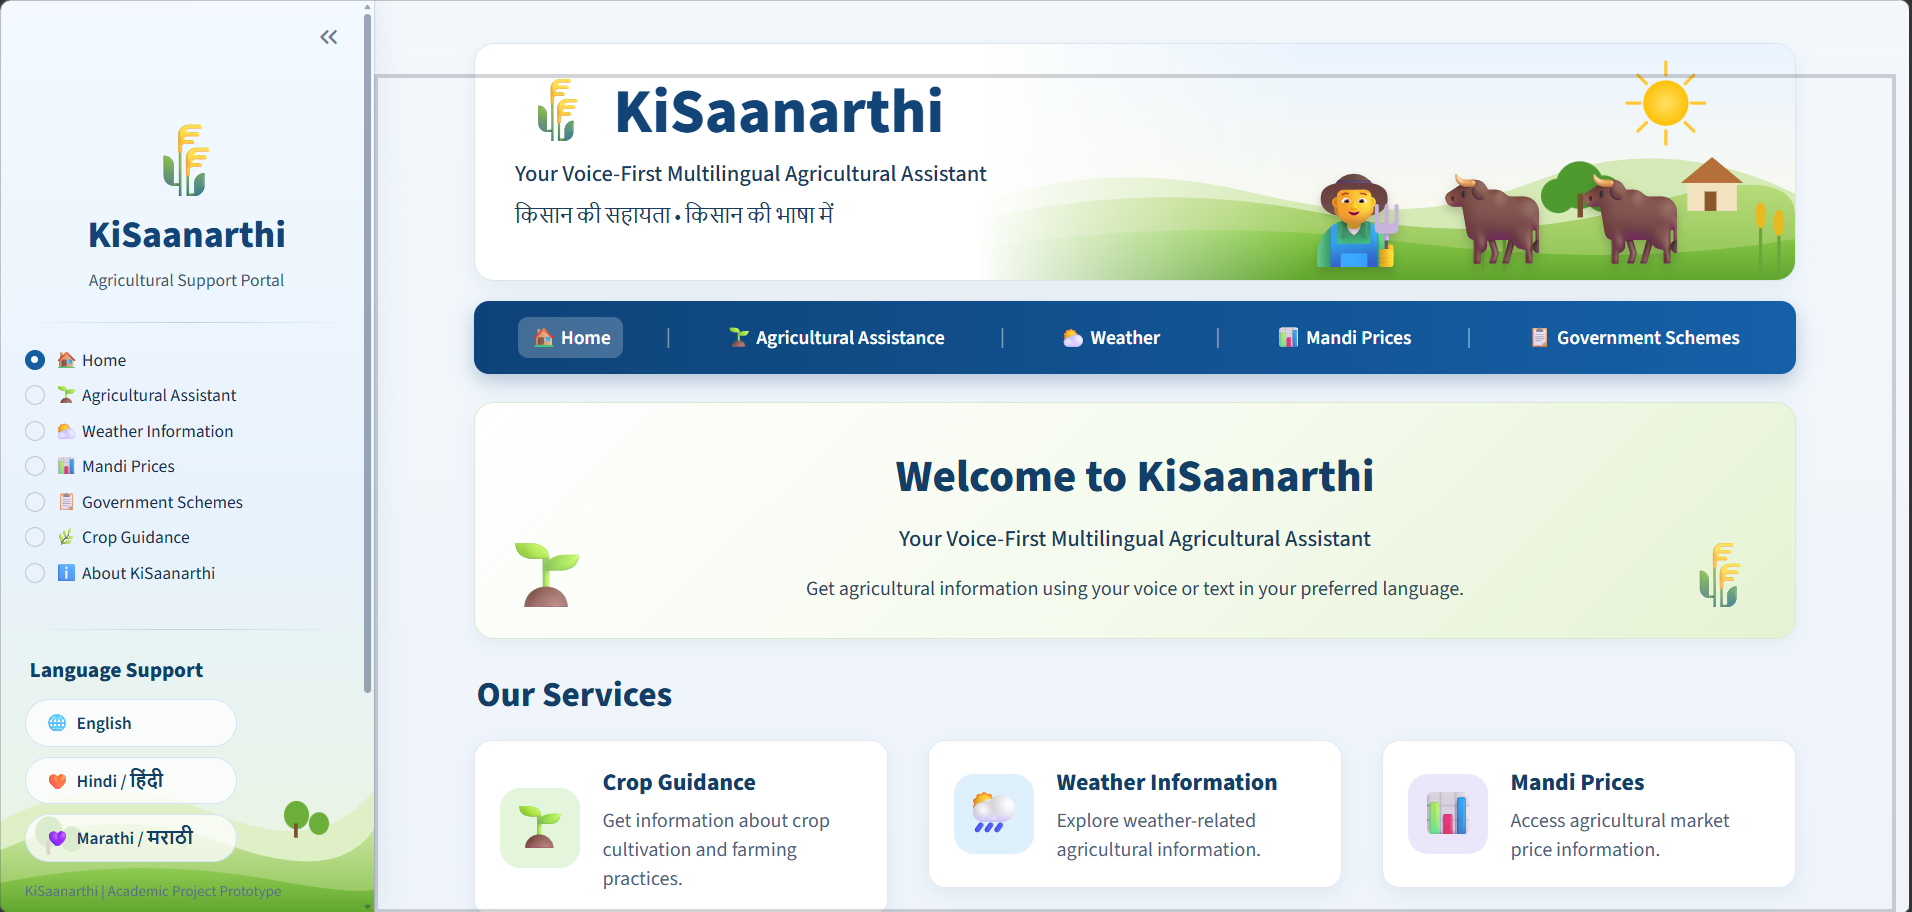 KiSaanarthi
Agricultural Support Portal
Home
Agricultural Assistant
Weather Information
Mandi Prices
Government Schemes
Crop Guidance
About KiSaanarthi
Language Support
English
Hindi / हिंदी
Marathi / मराठी
KiSaanarthi | Academic Project Prototype
KiSaanarthi
Your Voice-First Multilingual Agricultural Assistant
किसान की सहायता • किसान की भाषा में
Home | Agricultural Assistance | Weather | Mandi Prices | Government Schemes
Welcome to KiSaanarthi
Your Voice-First Multilingual Agricultural Assistant
Get agricultural information using your voice or text in your preferred language.
Our Services
Crop Guidance
Get information about crop
cultivation and farming
practices.
Weather Information
Explore weather-related
agricultural information.
Mandi Prices
Access agricultural market
price information.